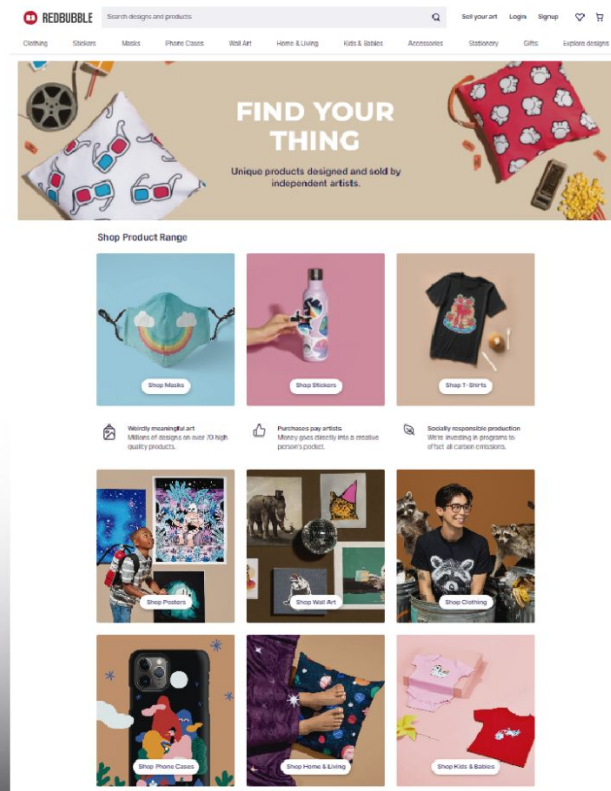 REDBUBBLE
Search designs and products
Sell your art
Login
Signup
Clothing
Stickers
Masks
Phone Cases
Wall Art
Home & Living
Kids & Babies
Accessories
Stationery
Gifts
Explore designs
FIND YOUR
THING
Unique products designed and sold by
independent artists.
Shop Product Range
Shop Masks
Shop Stickers
Shop T-Shirts
Weirdly meaningful art
Millions of designs on over 70 high
quality products.
Purchases pay artists
Money goes directly into a creative
person's pocket.
Socially responsible production
We're investing in programs to
offset all carbon emissions.
Shop Posters
Shop Wall Art
Shop Clothing
Shop Phone Cases
Shop Home & Living
Shop Kids & Babies